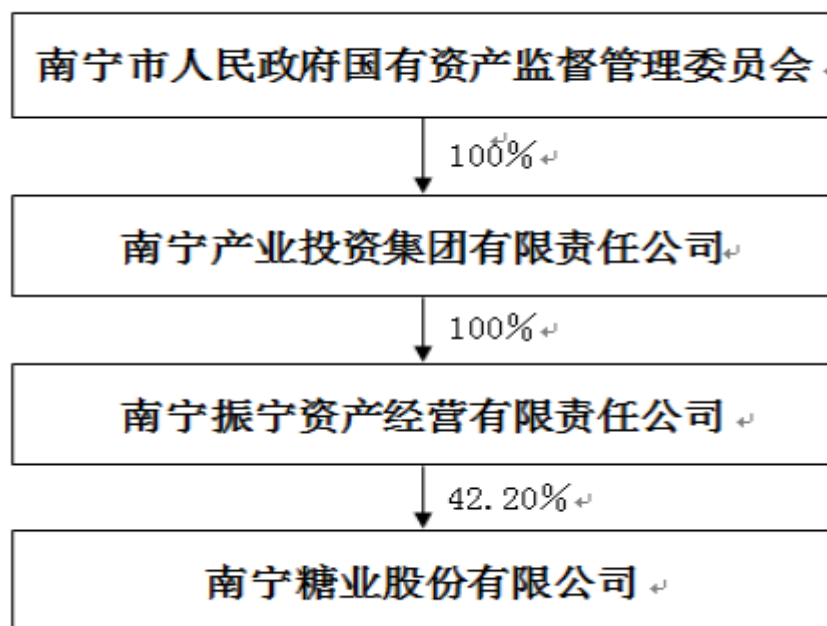 南宁市人民政府国有资产监督管理委员会
100%
南宁产业投资集团有限责任公司
100%
南宁振宁资产经营有限责任公司
42.20%
南宁糖业股份有限公司